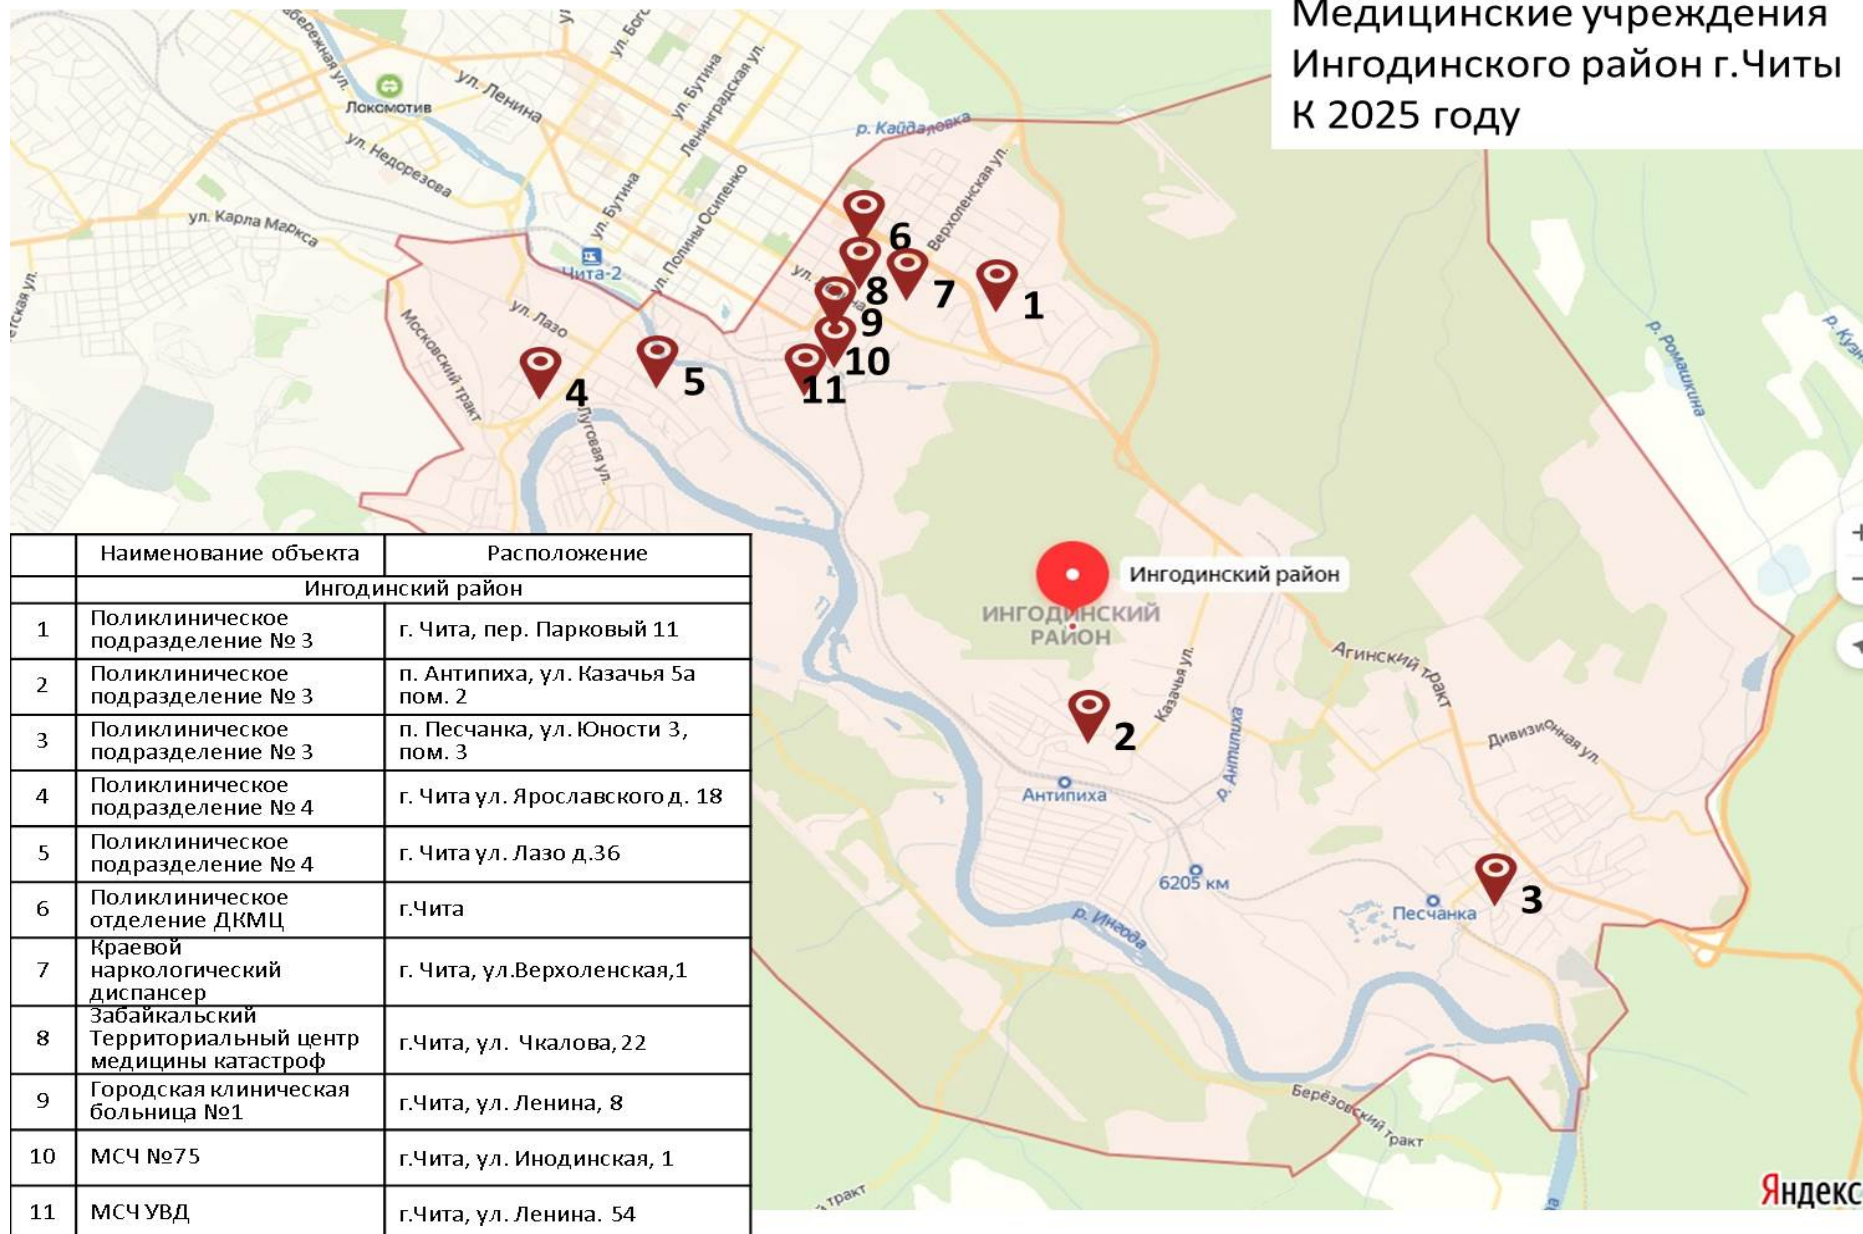 Медицинские учреждения
Ингодинского район г.Читы
К 2025 году
ул. Бутина
Ленинградская ул.
ул. Ленина
Локомотив
р. Кайдаловка
ул. Недорезова
Верхоленская ул.
ул. Карла Маркса
ул. Бутина
ул. Полины Осипенко
Чита-2
6
8
7
1
9
10
11
ул. Лазо
Московский тракт
4
5
Луговая ул.
р. Ромашкина
Ингодинский район
ИНГОДИНСКИЙ
РАЙОН
Агинский тракт
Казачья ул.
2
Дивизионная ул.
р. Антипиха
Антипиха
6205 км
3
Песчанка
р. Ингода
Берёзовский тракт
тракт
Яндекс
Наименование объекта Расположение
Ингодинский район
1 Поликлиническое
подразделение № 3 г. Чита, пер. Парковый 11
2 Поликлиническое
подразделение № 3 п. Антипиха, ул. Казачья 5а
пом. 2
3 Поликлиническое
подразделение № 3 п. Песчанка, ул. Юности 3,
пом. 3
4 Поликлиническое
подразделение № 4 г. Чита ул. Ярославского д. 18
5 Поликлиническое
подразделение № 4 г. Чита ул. Лазо д.36
6 Поликлиническое
отделение ДКМЦ г.Чита
7 Краевой
наркологический
диспансер г. Чита, ул.Верхоленская,1
8 Забайкальский
Территориальный центр
медицины катастроф г.Чита, ул. Чкалова, 22
9 Городская клиническая
больница №1 г.Чита, ул. Ленина, 8
10 МСЧ №75 г.Чита, ул. Инодинская, 1
11 МСЧ УВД г.Чита, ул. Ленина. 54